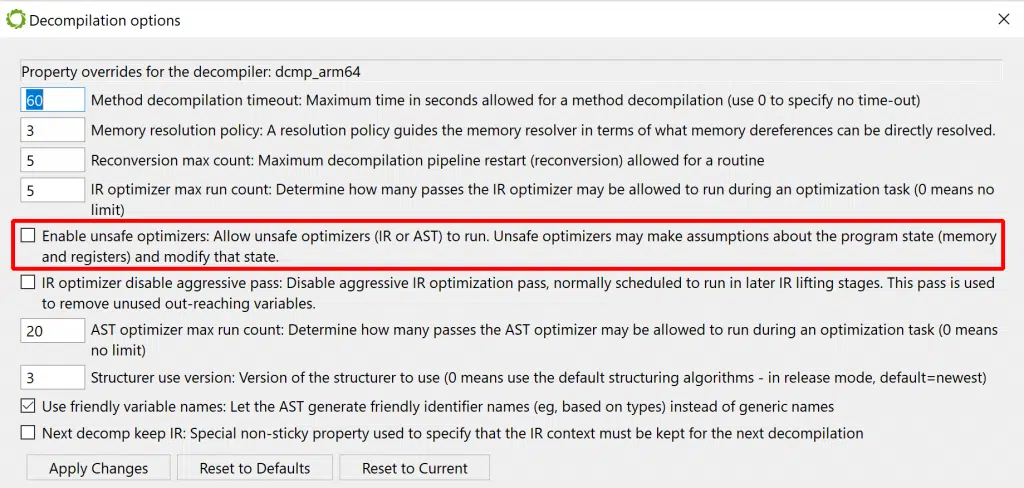 Decompilation options
Property overrides for the decompiler: dcmp_arm64
60 Method decompilation timeout: Maximum time in seconds allowed for a method decompilation (use 0 to specify no time-out)
3 Memory resolution policy: A resolution policy guides the memory resolver in terms of what memory dereferences can be directly resolved.
5 Reconversion max count: Maximum decompilation pipeline restart (reconversion) allowed for a routine
5 IR optimizer max run count: Determine how many passes the IR optimizer may be allowed to run during an optimization task (0 means no
limit)
Enable unsafe optimizers: Allow unsafe optimizers (IR or AST) to run. Unsafe optimizers may make assumptions about the program state (memory
and registers) and modify that state.
IR optimizer disable aggressive pass: Disable aggressive IR optimization pass, normally scheduled to run in later IR lifting stages. This pass is used
to remove unused out-reaching variables.
20 AST optimizer max run count: Determine how many passes the AST optimizer may be allowed to run during an optimization task (0 means
no limit)
3 Structurer use version: Version of the structurer to use (0 means use the default structuring algorithms - in release mode, default=newest)
Use friendly variable names: Let the AST generate friendly identifier names (eg, based on types) instead of generic names
Next decomp keep IR: Special non-sticky property used to specify that the IR context must be kept for the next decompilation
Apply Changes Reset to Defaults Reset to Current